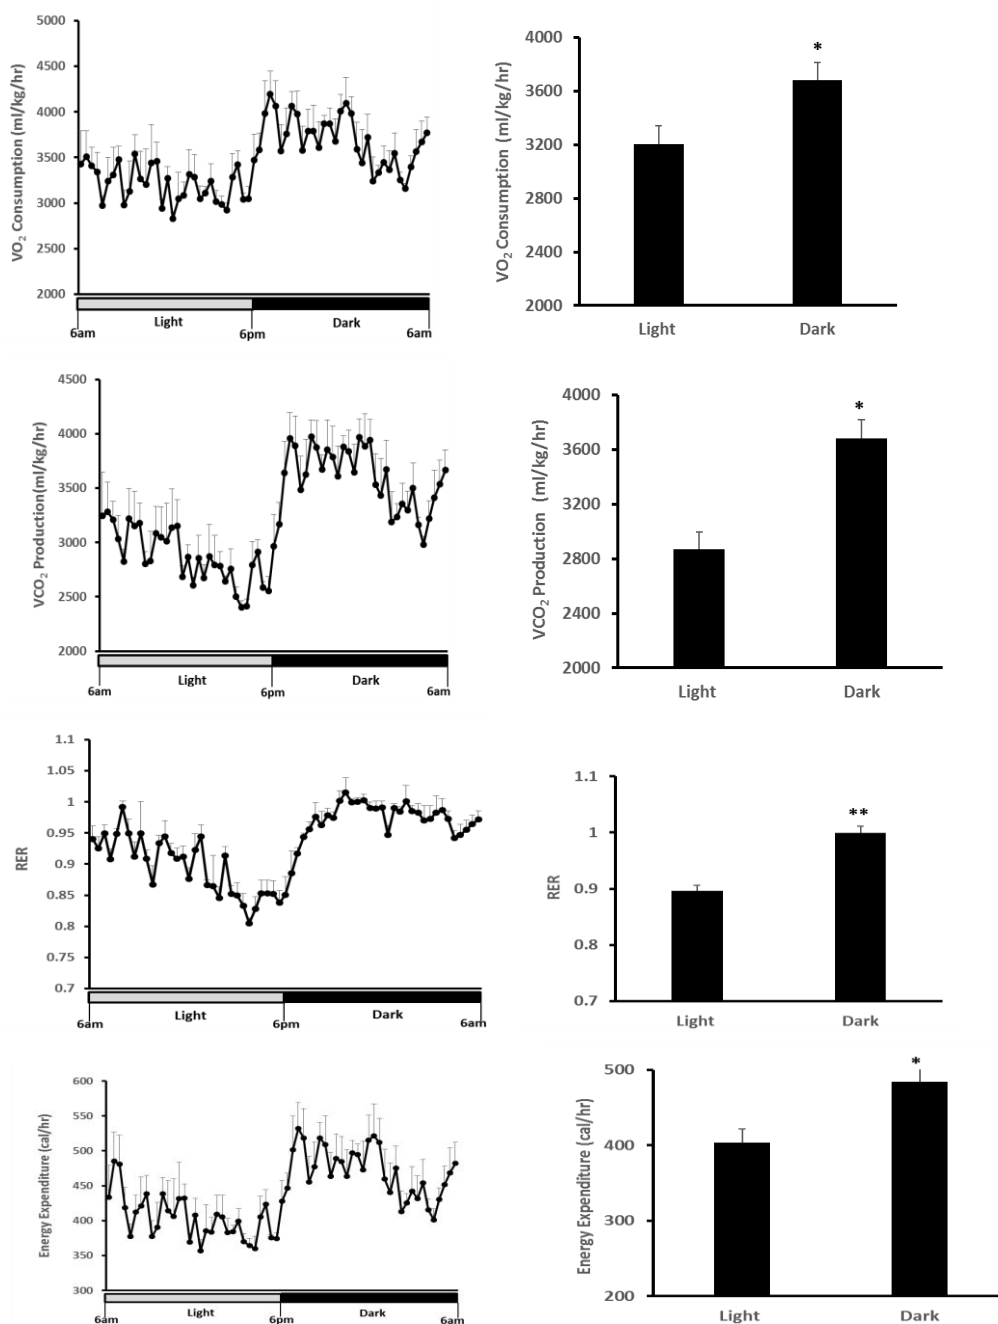 5000
4500
4000
3500
3000
2500
2000
VO2 Consumption (ml/kg/hr)
Light
Dark
6am
6pm
6am
4000
3600
3200
2800
2400
2000
VO2 Consumption (ml/kg/hr)
*
Light
Dark
4500
4000
3500
3000
2500
2000
VCO2 Production(ml/kg/hr)
Light
Dark
6am
6pm
6am
4000
3600
3200
2800
2400
2000
VCO2 Production (ml/kg/hr)
*
Light
Dark
1.1
1.05
1
0.95
0.9
0.85
0.8
0.75
0.7
RER
Light
Dark
6am
6pm
6am
1.1
1
0.9
0.8
0.7
RER
**
Light
Dark
600
550
500
450
400
350
300
Energy Expenditure (cal/hr)
Light
Dark
6am
6pm
6am
500
400
300
200
Energy Expenditure (cal/hr)
*
Light
Dark